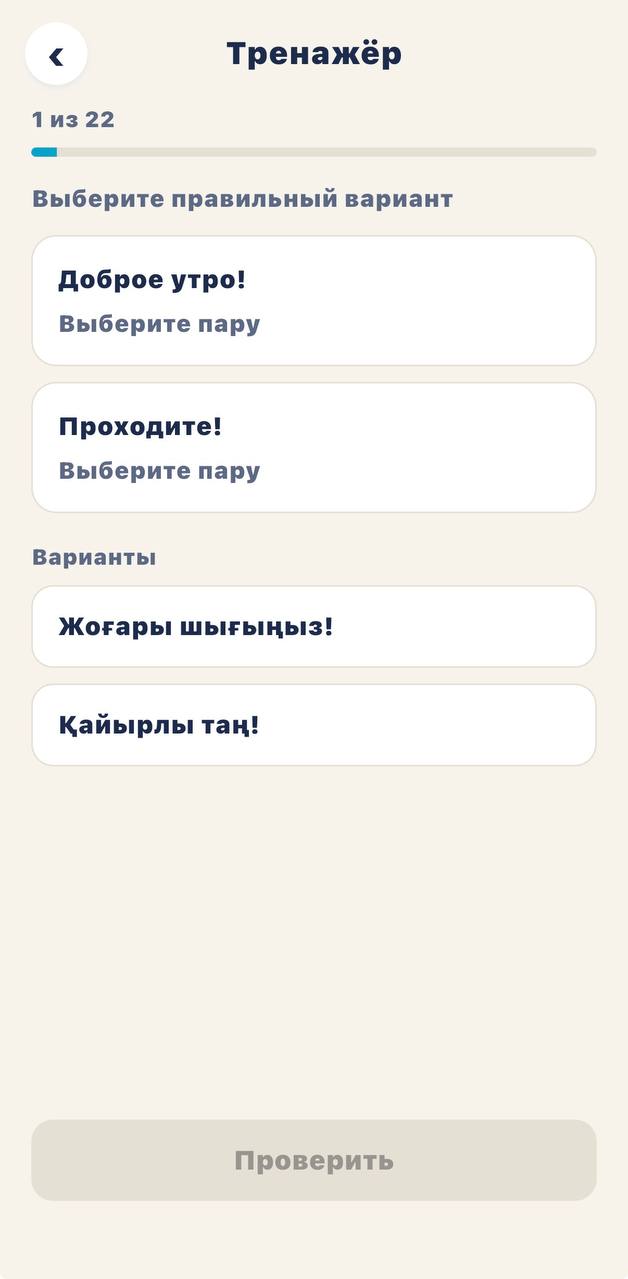 Тренажёр
1 из 22
Выберите правильный вариант
Доброе утро!
Выберите пару
Проходите!
Выберите пару
Варианты
Жоғары шығыңыз!
Қайырлы таң!
Проверить